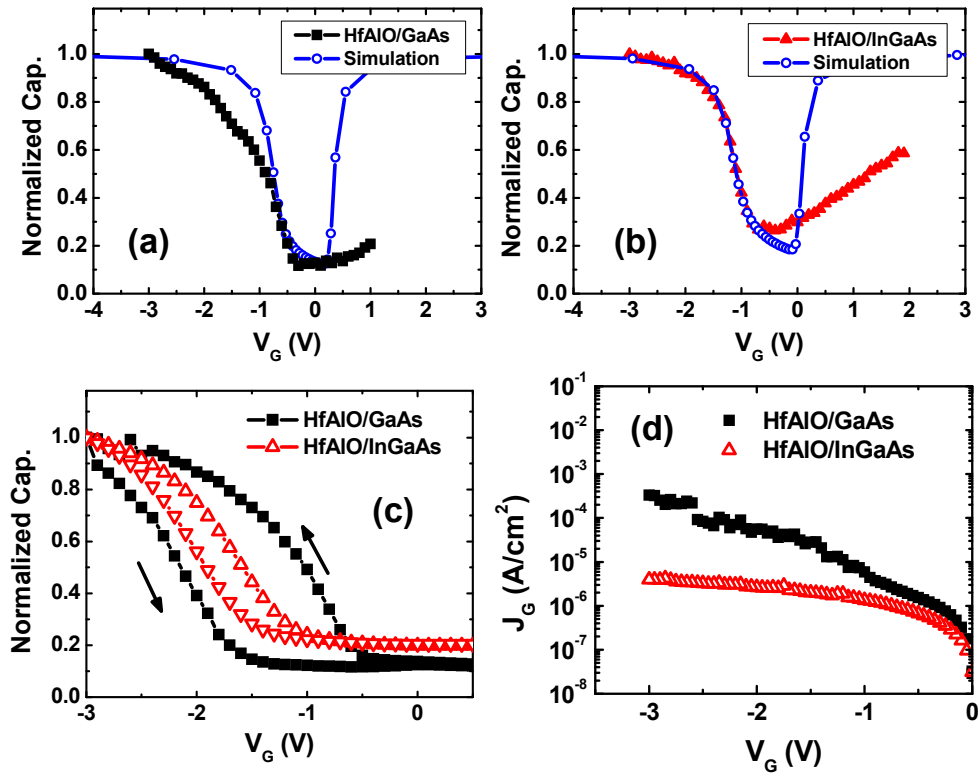 (a)
HfAlO/GaAs
Simulation
Normalized Cap.
1.0
0.8
0.6
0.4
0.2
0.0
-4 -3 -2 -1 0 1 2 3
V_G (V)
(b)
HfAlO/InGaAs
Simulation
Normalized Cap.
1.0
0.8
0.6
0.4
0.2
0.0
-4 -3 -2 -1 0 1 2 3
V_G (V)
(c)
HfAlO/GaAs
HfAlO/InGaAs
Normalized Cap.
1.0
0.8
0.6
0.4
0.2
0.0
-3 -2 -1 0
V_G (V)
(d)
HfAlO/GaAs
HfAlO/InGaAs
J_G (A/cm²)
10⁻¹
10⁻²
10⁻³
10⁻⁴
10⁻⁵
10⁻⁶
10⁻⁷
10⁻⁸
-3 -2 -1 0
V_G (V)